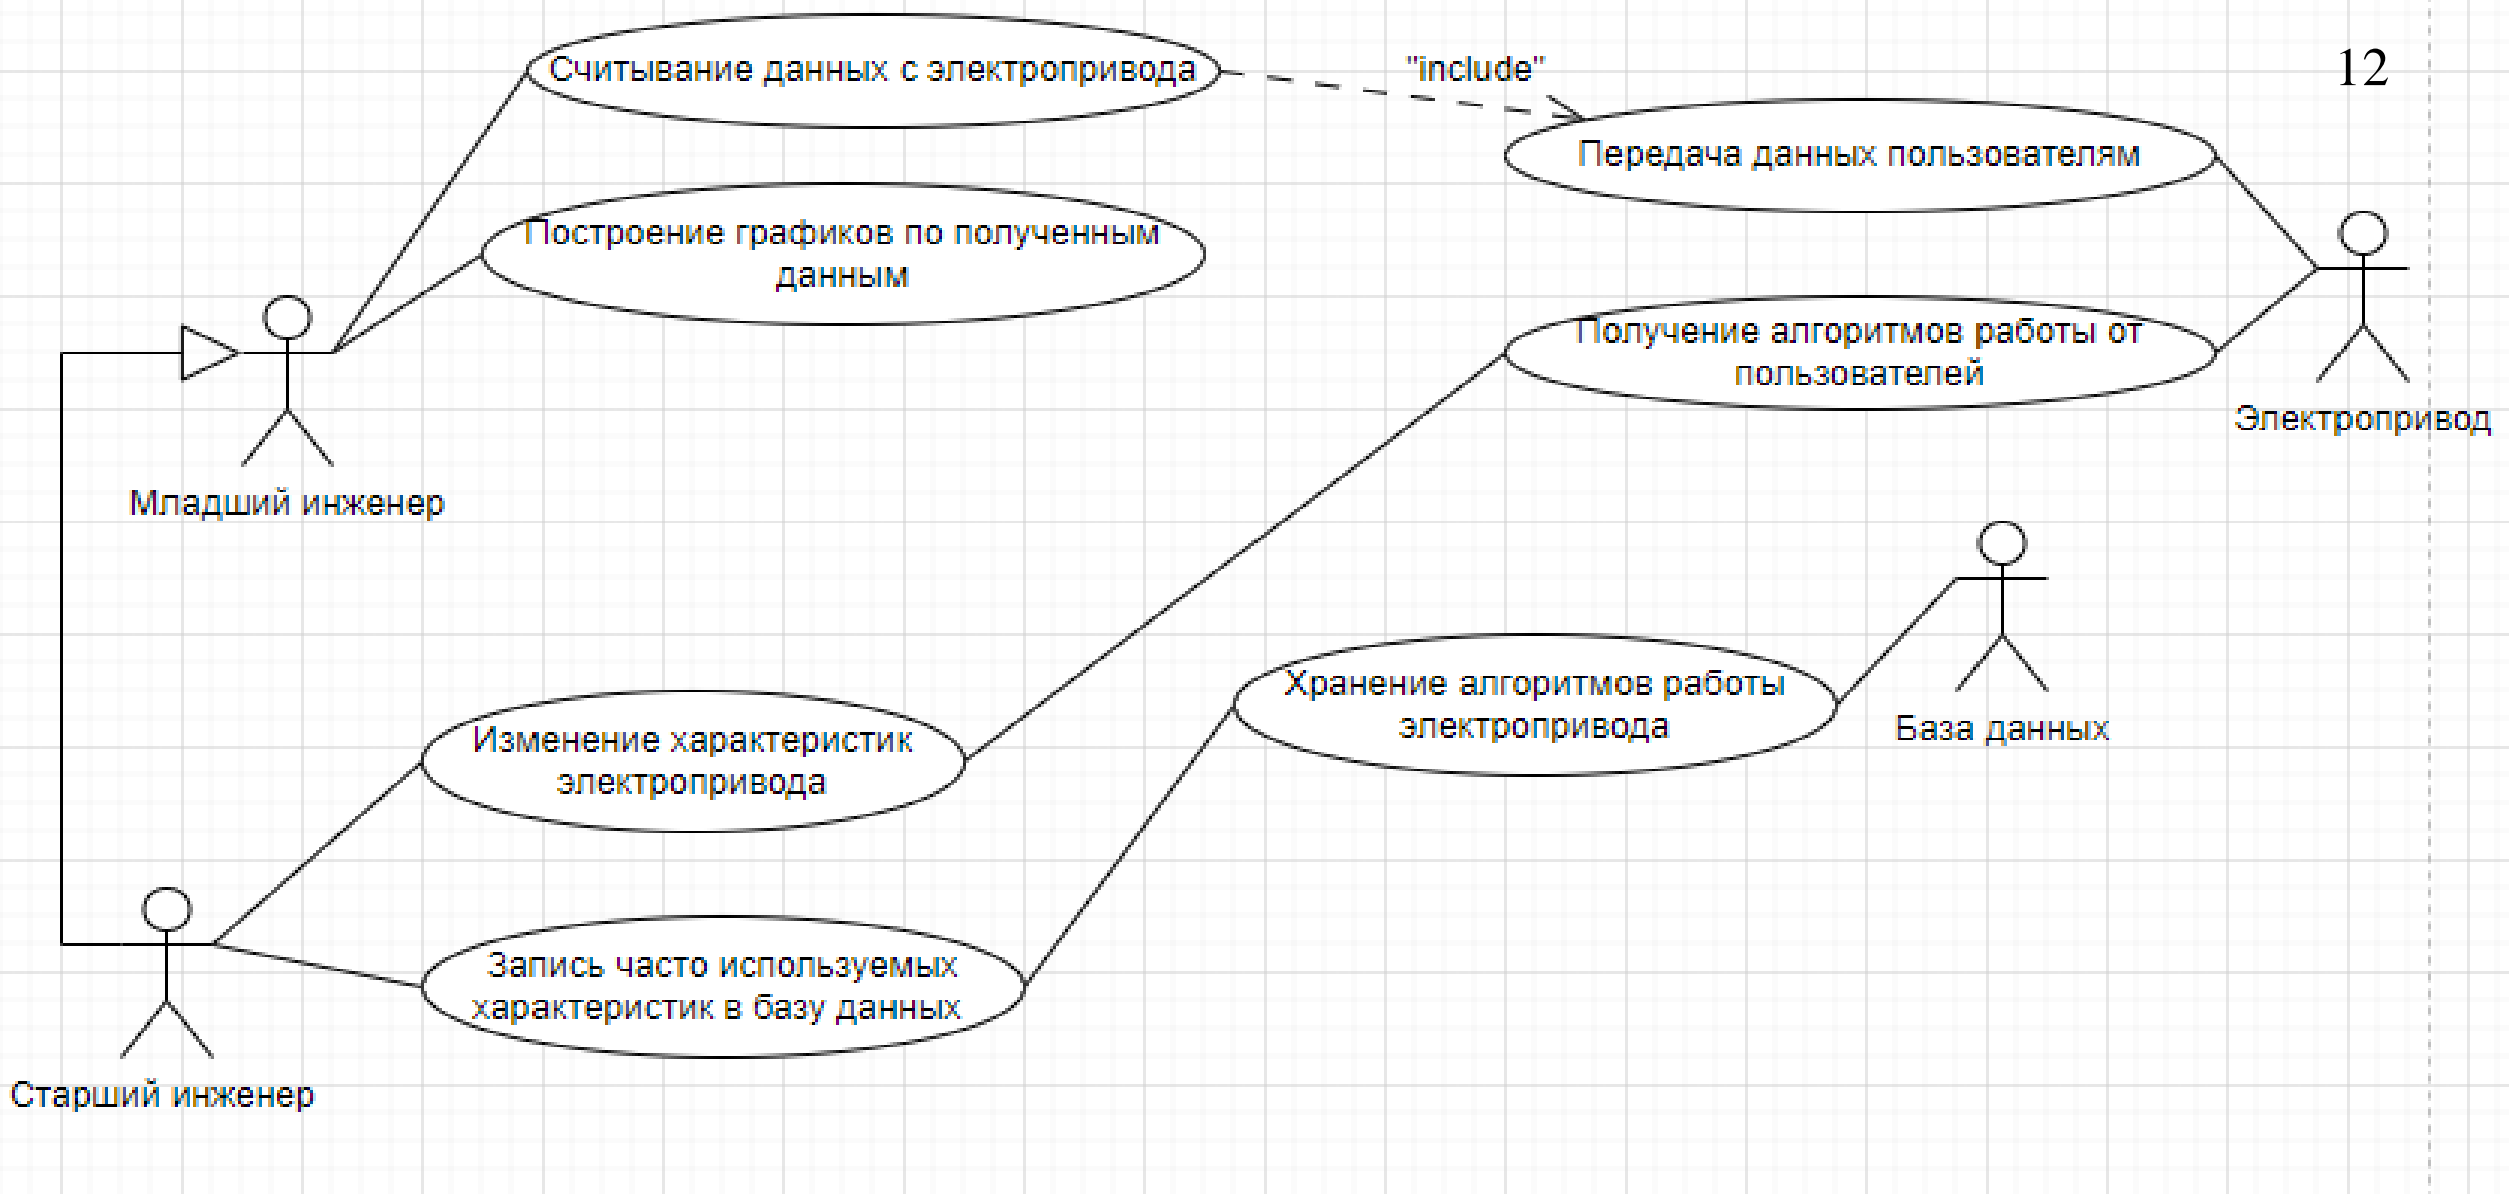 12
Считывание данных с электропривода
"include"
Передача данных пользователям
Построение графиков по полученным
данным
Получение алгоритмов работы от
пользователей
Электропривод
Младший инженер
Хранение алгоритмов работы
электропривода
База данных
Изменение характеристик
электропривода
Запись часто используемых
характеристик в базу данных
Старший инженер